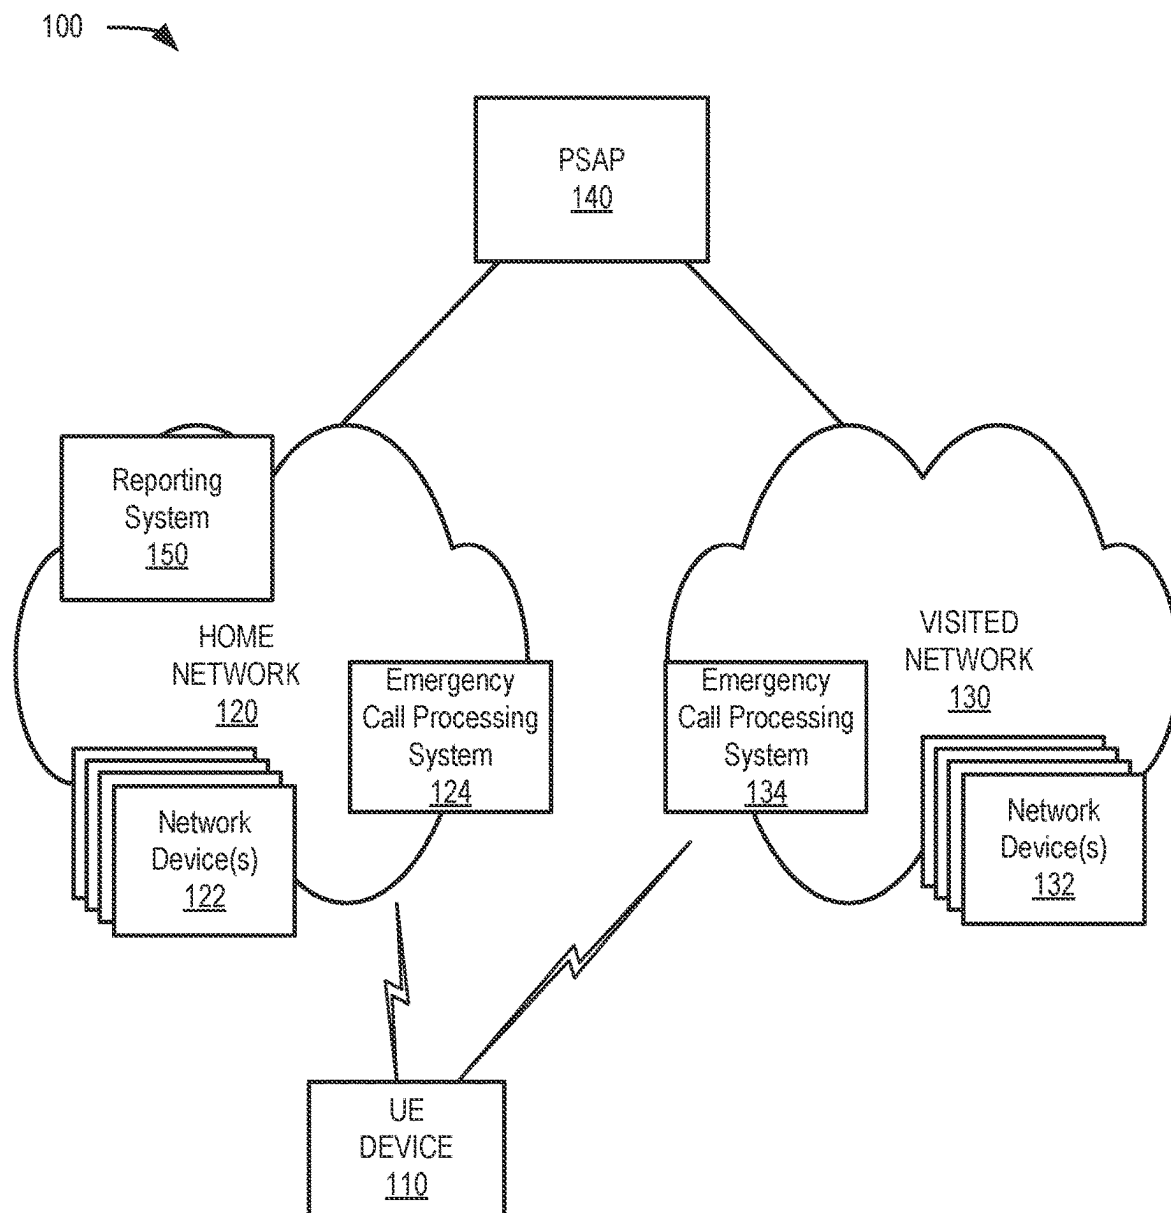 100
PSAP
140
Reporting
System
150
HOME
NETWORK
120
VISITED
NETWORK
130
Emergency
Call Processing
System
124
Emergency
Call Processing
System
134
Network
Device(s)
122
Network
Device(s)
132
UE
DEVICE
110